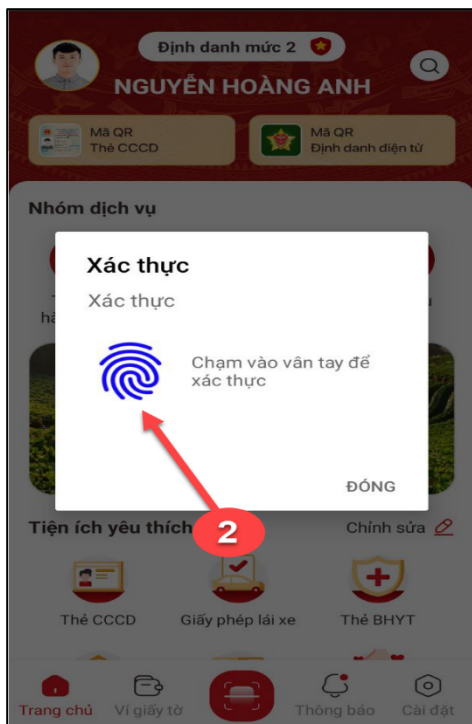 Định danh mức 2
NGUYỄN HOÀNG ANH
Mã QR
Thẻ CCCD
Mã QR
Định danh điện tử
Nhóm dịch vụ
Xác thực
Xác thực
Chạm vào vân tay để
xác thực
ĐÓNG
Tiện ích yêu thích
2
Chỉnh sửa
Thẻ CCCD
Giấy phép lái xe
Thẻ BHYT
Trang chủ
Ví giấy tờ
Thông báo
Cài đặt